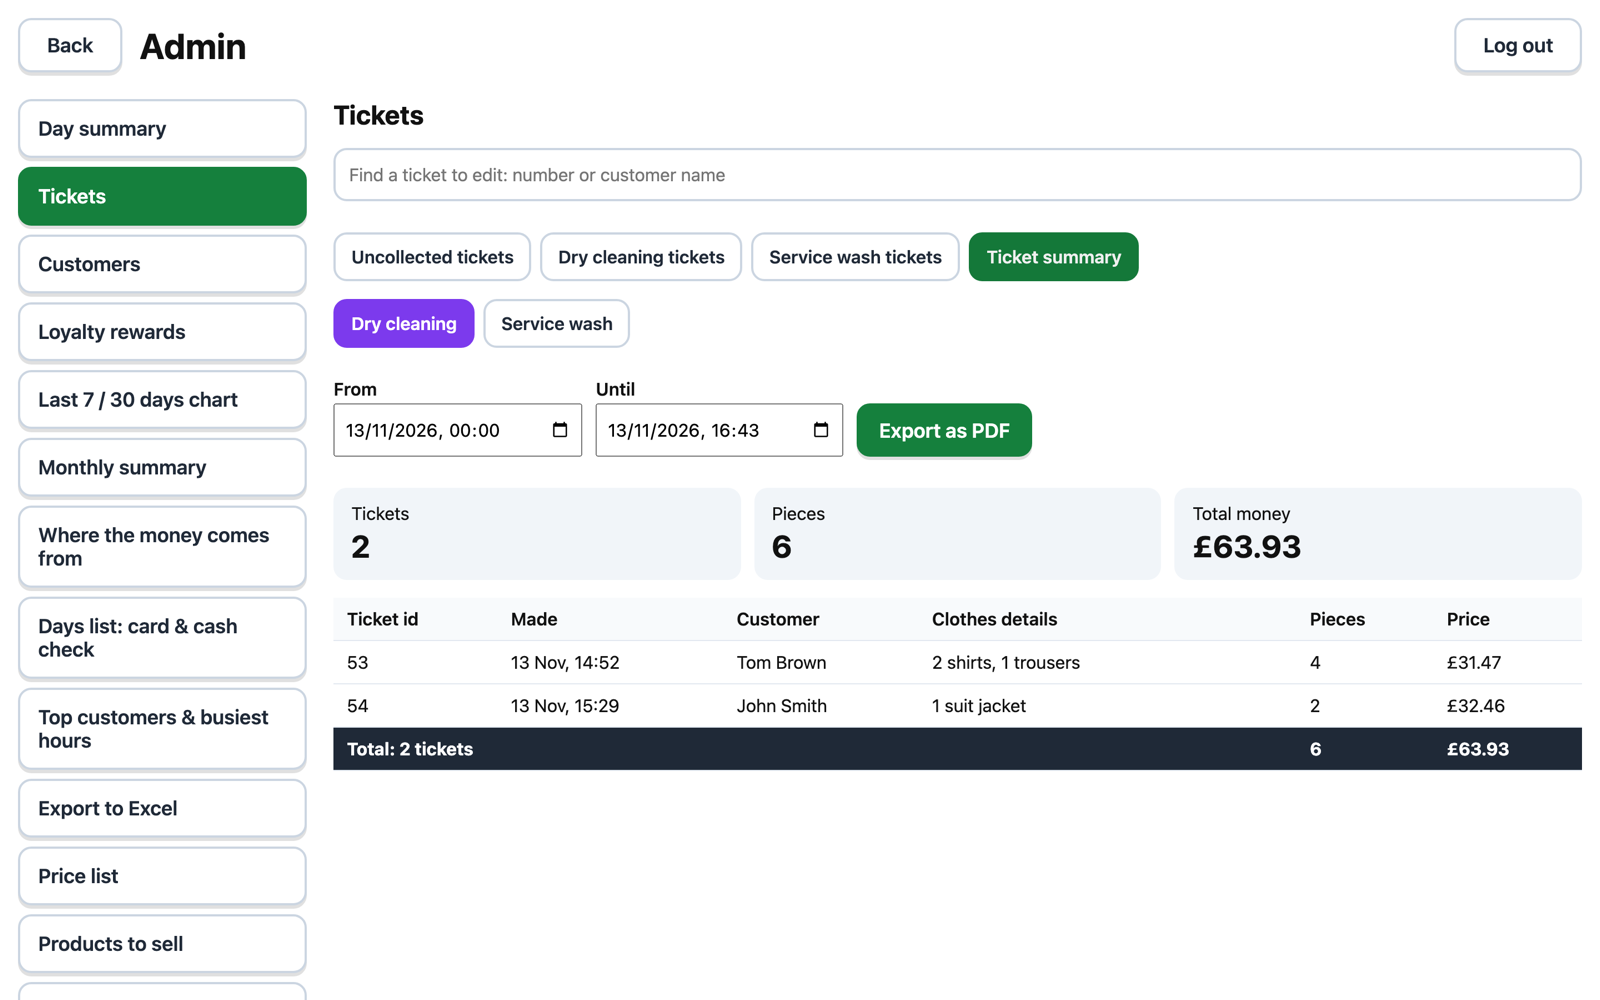 Back
Admin
Log out
Day summary
Tickets
Customers
Loyalty rewards
Last 7 / 30 days chart
Monthly summary
Where the money comes
from
Days list: card & cash
check
Top customers & busiest
hours
Export to Excel
Price list
Products to sell
Tickets
Find a ticket to edit: number or customer name
Uncollected tickets
Dry cleaning tickets
Service wash tickets
Ticket summary
Dry cleaning
Service wash
From
Until
13/11/2026, 00:00
13/11/2026, 16:43
Export as PDF
Tickets
2
Pieces
6
Total money
£63.93
Ticket id Made Customer Clothes details Pieces Price
53 13 Nov, 14:52 Tom Brown 2 shirts, 1 trousers 4 £31.47
54 13 Nov, 15:29 John Smith 1 suit jacket 2 £32.46
Total: 2 tickets 6 £63.93